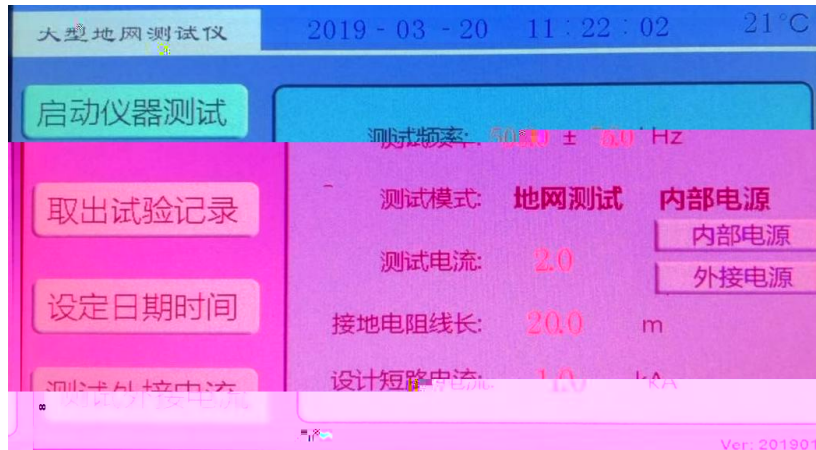 大型地网测试仪 2019 - 03 - 20 11 : 22 : 02 21°C
启动仪器测试
测试频率: ± Hz
取出试验记录
测试模式: 地网测试 内部电源
内部电源
测试电流: 2.0
外接电源
设定日期时间
接地电阻线长: 20.0 m
设计短路电流: 1.0 kA
测试外接电流
Ver: 201901